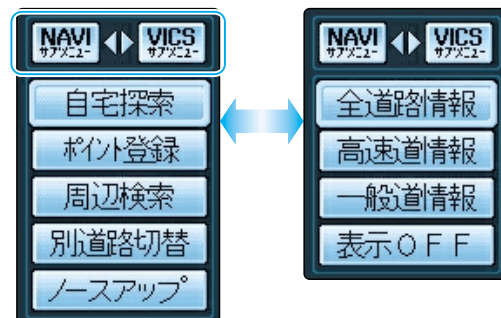 NAVI
サブメニュー
VICS
サブメニュー
自宅探索
ポイント登録
周辺検索
別道路切替
ノースアップ
NAVI
サブメニュー
VICS
サブメニュー
全道路情報
高速道情報
一般道情報
表示OFF